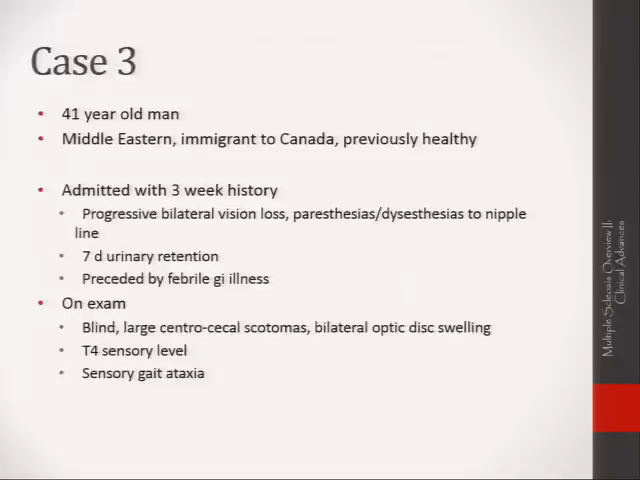 Case 3
• 41 year old man
• Middle Eastern, immigrant to Canada, previously healthy
• Admitted with 3 week history
• Progressive bilateral vision loss, paresthesias/dysesthesias to nipple
line
• 7 d urinary retention
• Preceded by febrile gi illness
• On exam
• Blind, large centro-cecal scotomas, bilateral optic disc swelling
• T4 sensory level
• Sensory gait ataxia
Multiple Sclerosis Overview II:
Clinical Advances